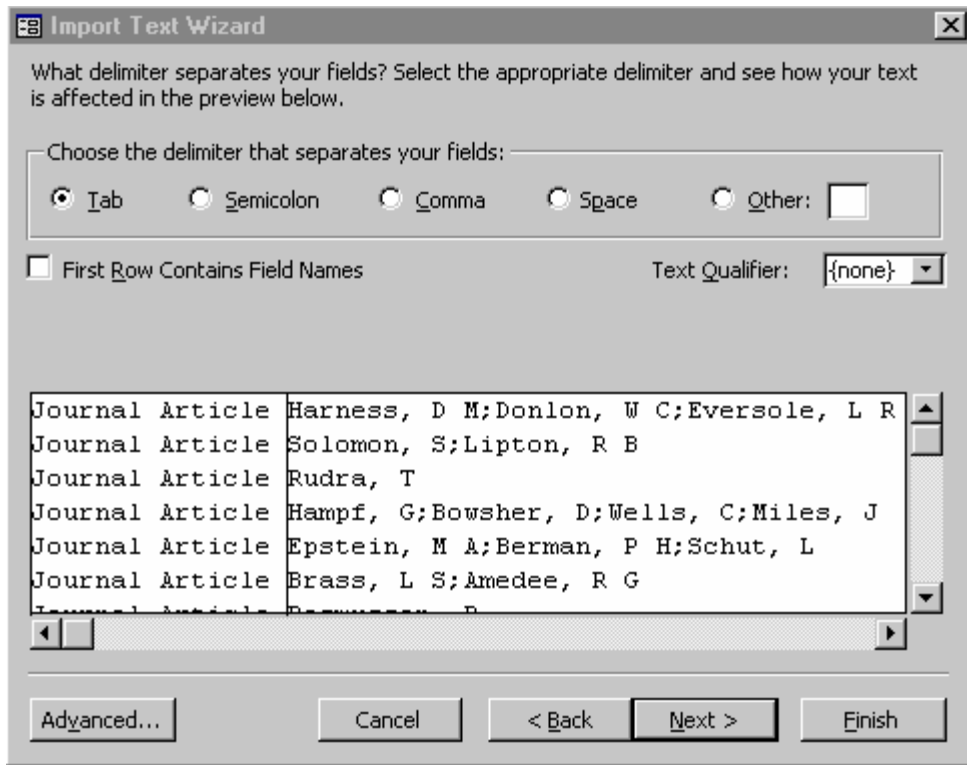 Import Text Wizard
What delimiter separates your fields? Select the appropriate delimiter and see how your text
is affected in the preview below.
Choose the delimiter that separates your fields:
Tab Semicolon Comma Space Other:
First Row Contains Field Names Text Qualifier: {none}
Journal Article Harness, D M;Donlon, W C;Eversole, L R
Journal Article Solomon, S;Lipton, R B
Journal Article Rudra, T
Journal Article Hampf, G;Bowsher, D;Wells, C;Miles, J
Journal Article Epstein, M A;Berman, P H;Schut, L
Journal Article Brass, L S;Amedee, R G
Journal Article
Advanced... Cancel < Back Next > Finish